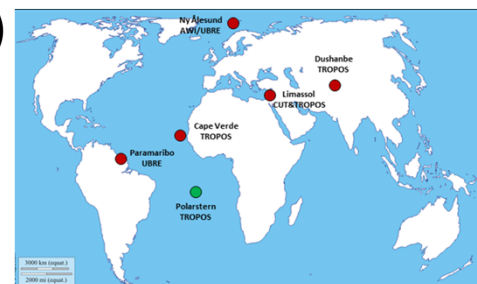 )
Ny Ålesund
AWI/UBRE
Dushanbe
TROPOS
Limassol
CUT&TROPOS
Cape Verde
TROPOS
Paramaribo
UBRE
Polarstern
TROPOS
3000 km (equat.)
2000 mi (equat.)